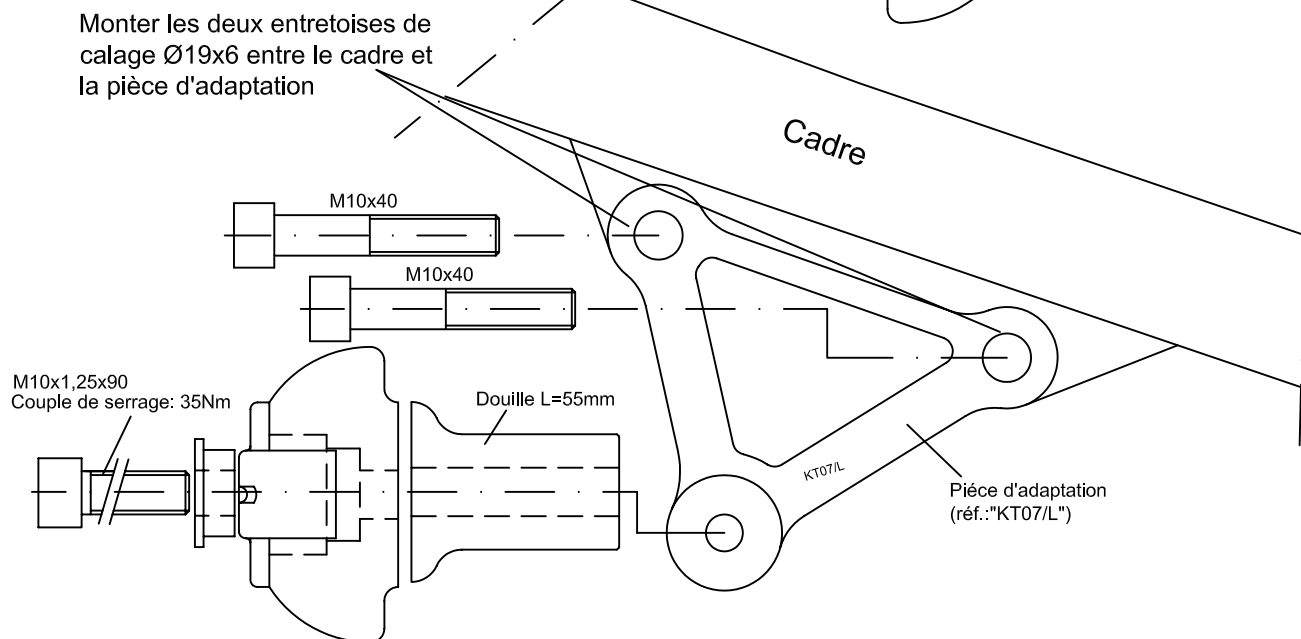 Monter les deux entretoises de
calage Ø19x6 entre le cadre et
la pièce d'adaptation
Cadre
M10x40
M10x40
M10x1,25x90
Couple de serrage: 35Nm
Douille L=55mm
KT07/L
Piéce d'adaptation
(réf.:"KT07/L")